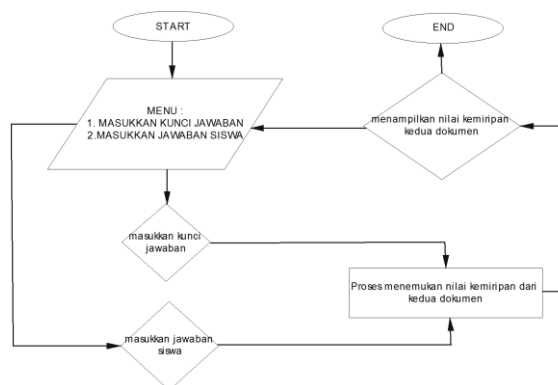 START
END
MENU :
1. MASUKKAN KUNCI JAWABAN
2.MASUKKAN JAWABAN SISWA
menampilkan nilai kemiripan
kedua dokumen
masukkan kunci
jawaban
Proses menemukan nilai kemiripan dari
kedua dokumen
masukkan jawaban
siswa